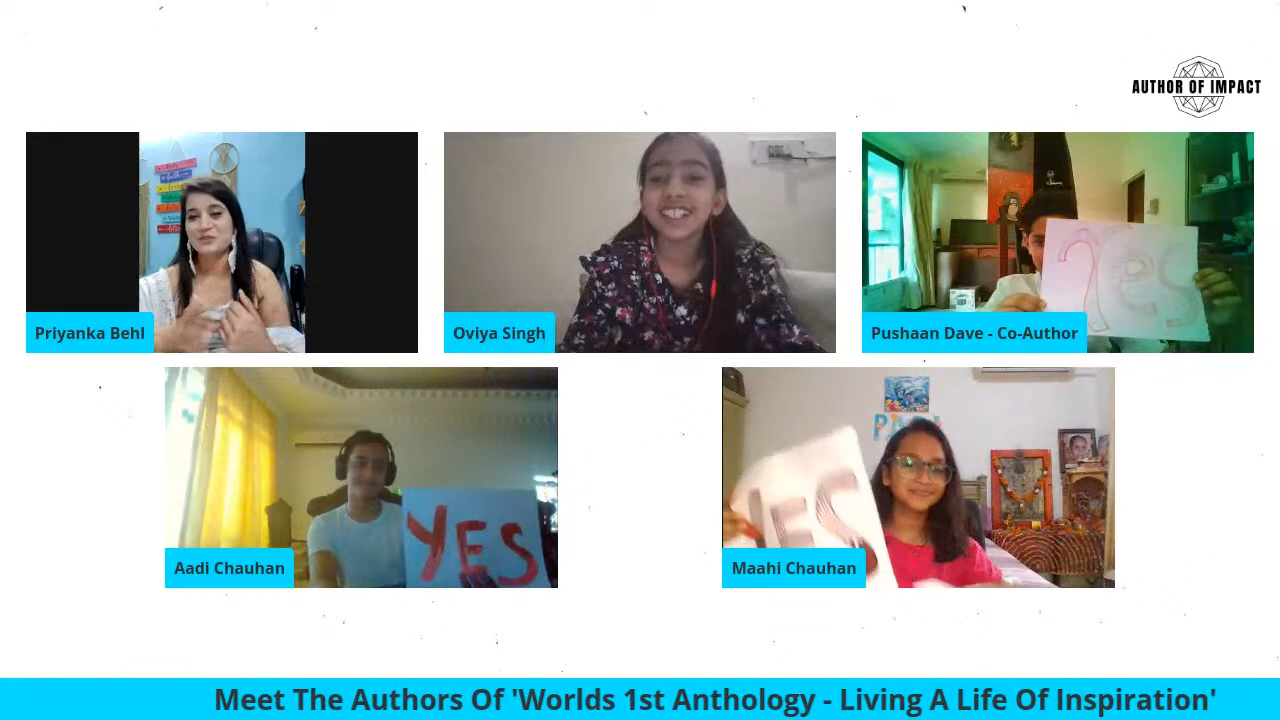 AUTHOR OF IMPACT
Priyanka Behl
Oviya Singh
Yes
Pushaan Dave - Co-Author
YES
Aadi Chauhan
YES
Maahi Chauhan
Meet The Authors Of 'Worlds 1st Anthology - Living A Life Of Inspiration'